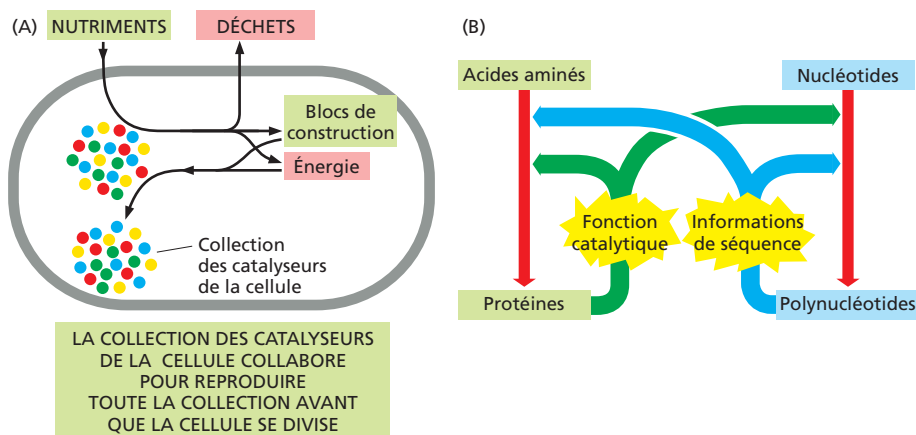 (A)
NUTRIMENTS
DÉCHETS
Blocs de
construction
Énergie
Collection
des catalyseurs
de la cellule
LA COLLECTION DES CATALYSEURS
DE LA CELLULE COLLABORE
POUR REPRODUIRE
TOUTE LA COLLECTION AVANT
QUE LA CELLULE SE DIVISE
(B)
Acides aminés
Nucléotides
Fonction
catalytique
Informations
de séquence
Protéines
Polynucléotides